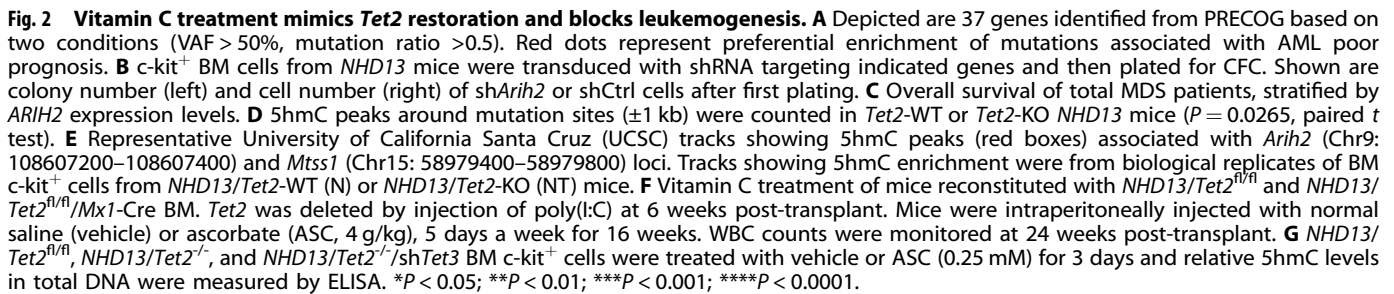 Fig. 2 Vitamin C treatment mimics Tet2 restoration and blocks leukemogenesis. A Depicted are 37 genes identified from PRECOG based on
two conditions (VAF > 50%, mutation ratio >0.5). Red dots represent preferential enrichment of mutations associated with AML poor
prognosis. B c-kit⁺ BM cells from NHD13 mice were transduced with shRNA targeting indicated genes and then plated for CFC. Shown are
colony number (left) and cell number (right) of shArih2 or shCtrl cells after first plating. C Overall survival of total MDS patients, stratified by
ARIH2 expression levels. D 5hmC peaks around mutation sites (±1 kb) were counted in Tet2-WT or Tet2-KO NHD13 mice (P = 0.0265, paired t
test). E Representative University of California Santa Cruz (UCSC) tracks showing 5hmC peaks (red boxes) associated with Arih2 (Chr9:
108607200–108607400) and Mtss1 (Chr15: 58979400–58979800) loci. Tracks showing 5hmC enrichment were from biological replicates of BM
c-kit⁺ cells from NHD13/Tet2-WT (N) or NHD13/Tet2-KO (NT) mice. F Vitamin C treatment of mice reconstituted with NHD13/Tet2fl/fl and NHD13/
Tet2fl/fl/Mx1-Cre BM. Tet2 was deleted by injection of poly(I:C) at 6 weeks post-transplant. Mice were intraperitoneally injected with normal
saline (vehicle) or ascorbate (ASC, 4 g/kg), 5 days a week for 16 weeks. WBC counts were monitored at 24 weeks post-transplant. G NHD13/
Tet2fl/fl, NHD13/Tet2-/-, and NHD13/Tet2-/-/shTet3 BM c-kit⁺ cells were treated with vehicle or ASC (0.25 mM) for 3 days and relative 5hmC levels
in total DNA were measured by ELISA. *P < 0.05; **P < 0.01; ***P < 0.001; ****P < 0.0001.